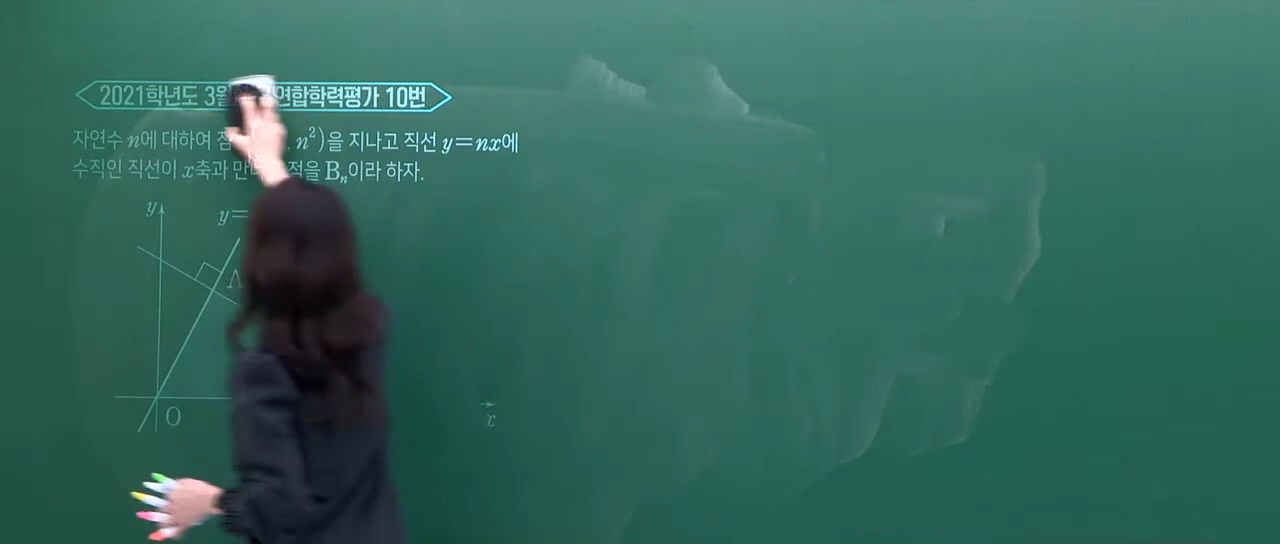 2021학년도 3월 연합학력평가 10번
자연수 n에 대하여 점 , n²)을 지나고 직선 y=nx에
수직인 직선이 x축과 점을 Bₙ이라 하자.
y
y=
A
O
x